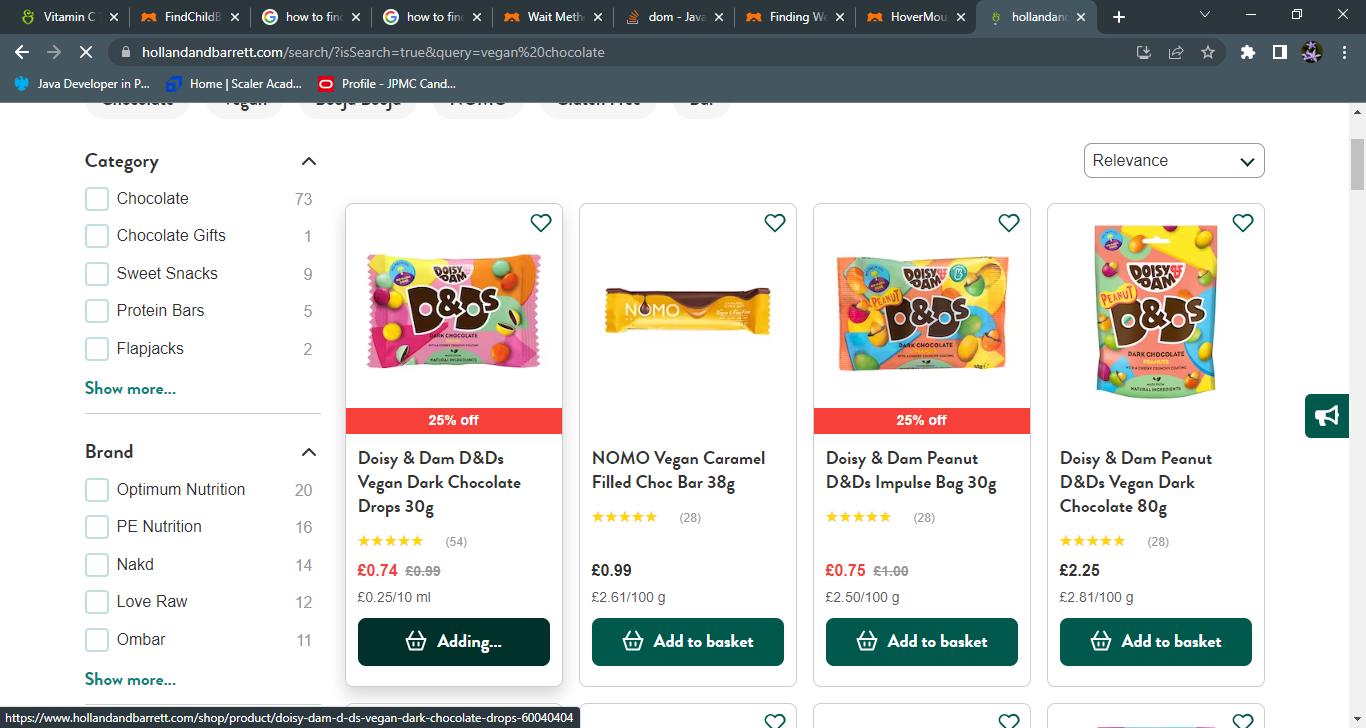 Vitamin C
FindChildB
how to fin
how to fin
Wait Meth
dom - Java
Finding We
HoverMou
hollandand
hollandandbarrett.com/search/?isSearch=true&query=vegan%20chocolate
Java Developer in P...
Home | Scaler Acad...
Profile - JPMC Cand...
Chocolate
Vegan
Booja Booja
NOMO
Gluten Free
Bar
Category
Chocolate 73
Chocolate Gifts 1
Sweet Snacks 9
Protein Bars 5
Flapjacks 2
Show more...
Brand
Optimum Nutrition 20
PE Nutrition 16
Nakd 14
Love Raw 12
Ombar 11
Show more...
Relevance
DOISY & DAM
D&DS
DARK CHOCOLATE
NATURAL INGREDIENTS
25% off
Doisy & Dam D&Ds
Vegan Dark Chocolate
Drops 30g
(54)
£0.74 £0.99
£0.25/10 ml
Adding...
NOMO
NOMO Vegan Caramel
Filled Choc Bar 38g
(28)
£0.99
£2.61/100 g
Add to basket
DOISY & DAM
PEANUT
D&DS
DARK CHOCOLATE
PEANUTS
NATURAL INGREDIENTS
25% off
Doisy & Dam Peanut
D&Ds Impulse Bag 30g
(28)
£0.75 £1.00
£2.50/100 g
Add to basket
DOISY & DAM
PEANUT
D&DS
DARK CHOCOLATE
PEANUTS
NATURAL INGREDIENTS
Doisy & Dam Peanut
D&Ds Vegan Dark
Chocolate 80g
(28)
£2.25
£2.81/100 g
Add to basket
https://www.hollandandbarrett.com/shop/product/doisy-dam-d-ds-vegan-dark-chocolate-drops-60040404